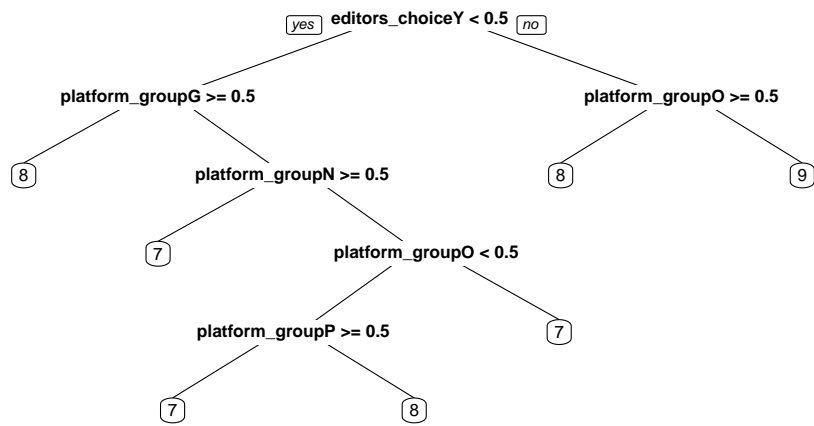 editors_choiceY < 0.5
yes
no
platform_groupG >= 0.5
platform_groupO >= 0.5
8
platform_groupN >= 0.5
8
9
7
platform_groupO < 0.5
platform_groupP >= 0.5
7
7
8